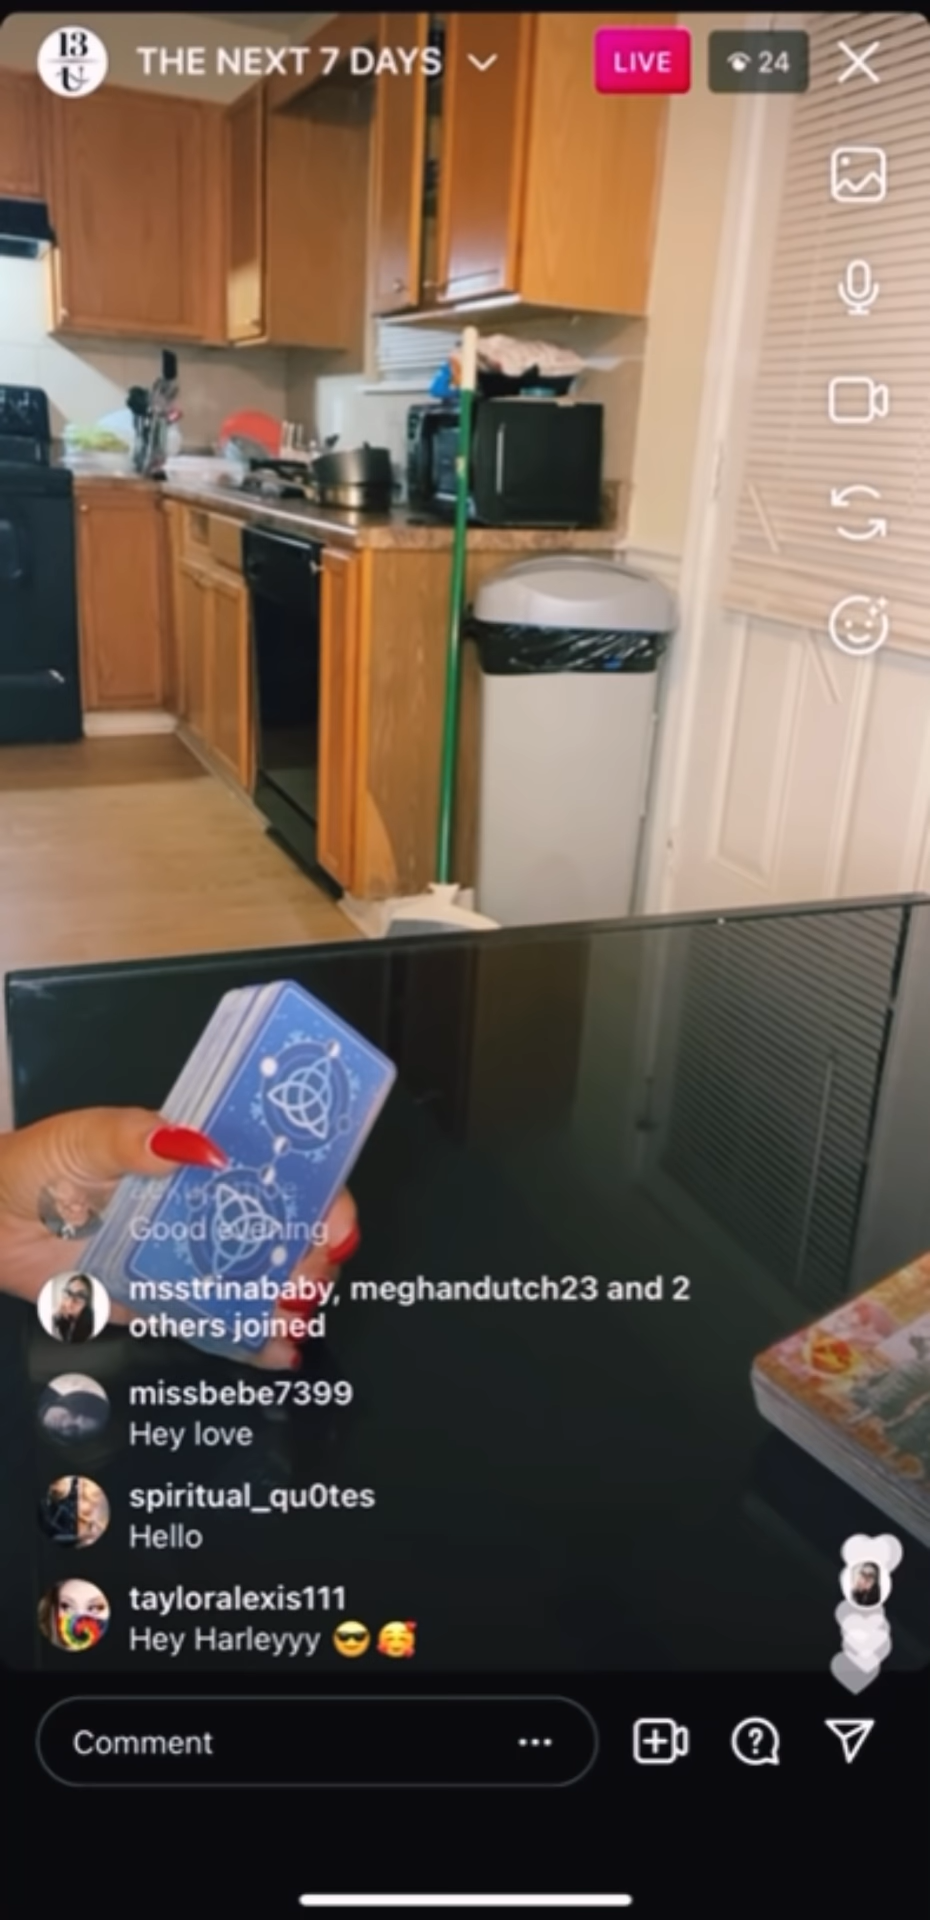 13
U
THE NEXT 7 DAYS
LIVE
24
Good evening
msstrinababy, meghandutch23 and 2
others joined
missbebe7399
Hey love
spiritual_qu0tes
Hello
tayloralexis111
Hey Harleyyy 😎🥰
Comment